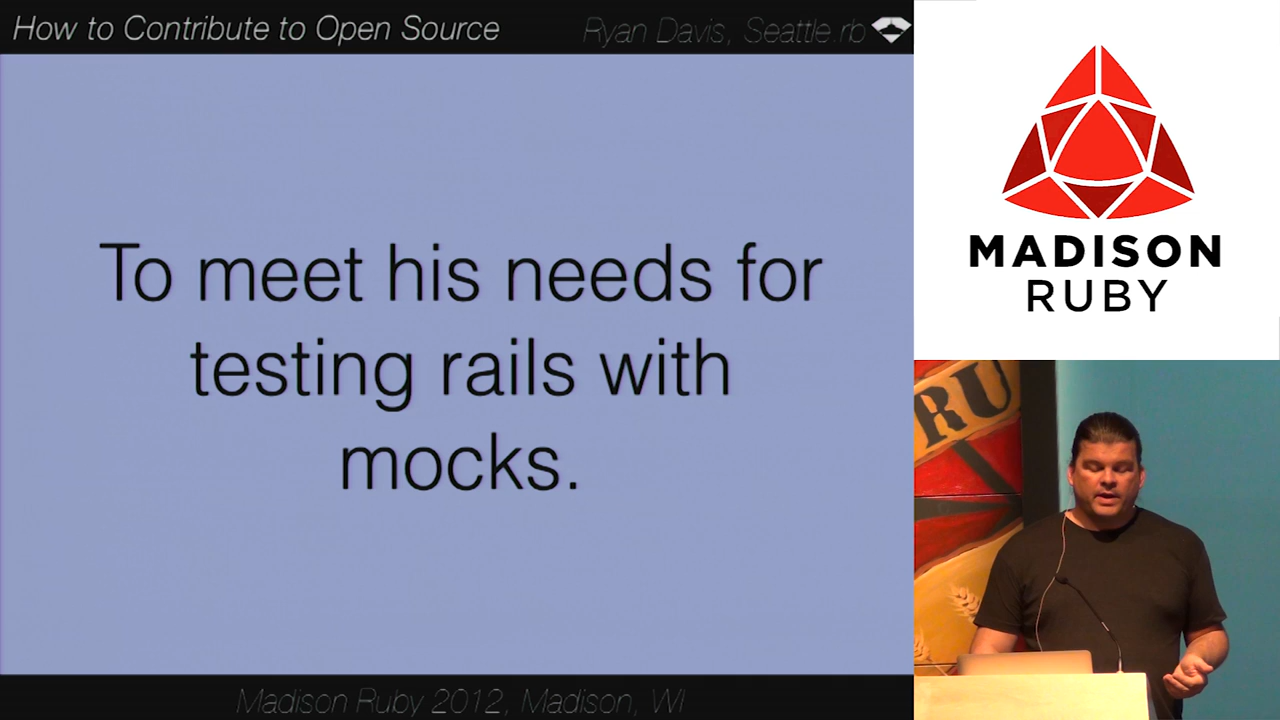 How to Contribute to Open Source
Ryan Davis, Seattle.rb
To meet his needs for
testing rails with
mocks.
Madison Ruby 2012, Madison, WI
MADISON
RUBY
RU